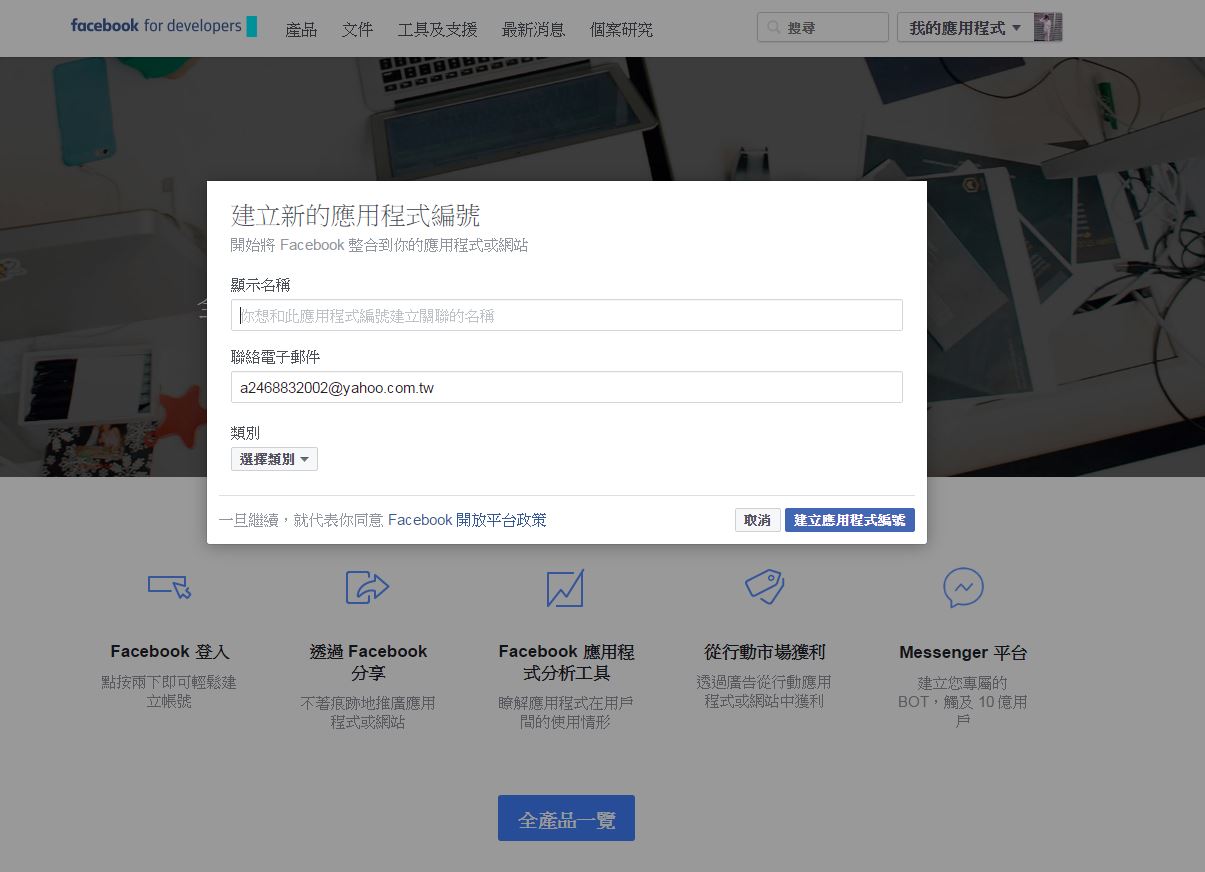 facebook for developers
產品 文件 工具及支援 最新消息 個案研究
搜尋
我的應用程式
建立新的應用程式編號
開始將 Facebook 整合到你的應用程式或網站
顯示名稱
你想和此應用程式編號建立關聯的名稱
聯絡電子郵件
a2468832002@yahoo.com.tw
類別
選擇類別
一旦繼續，就代表你同意 Facebook 開放平台政策
取消
建立應用程式編號
Facebook 登入
點按兩下即可輕鬆建
立帳號
透過 Facebook
分享
不著痕跡地推廣應用
程式或網站
Facebook 應用程
式分析工具
瞭解應用程式在用戶
間的使用情形
從行動市場獲利
透過廣告從行動應用
程式或網站中獲利
Messenger 平台
建立您專屬的
BOT，觸及 10 億用
戶
全產品一覽